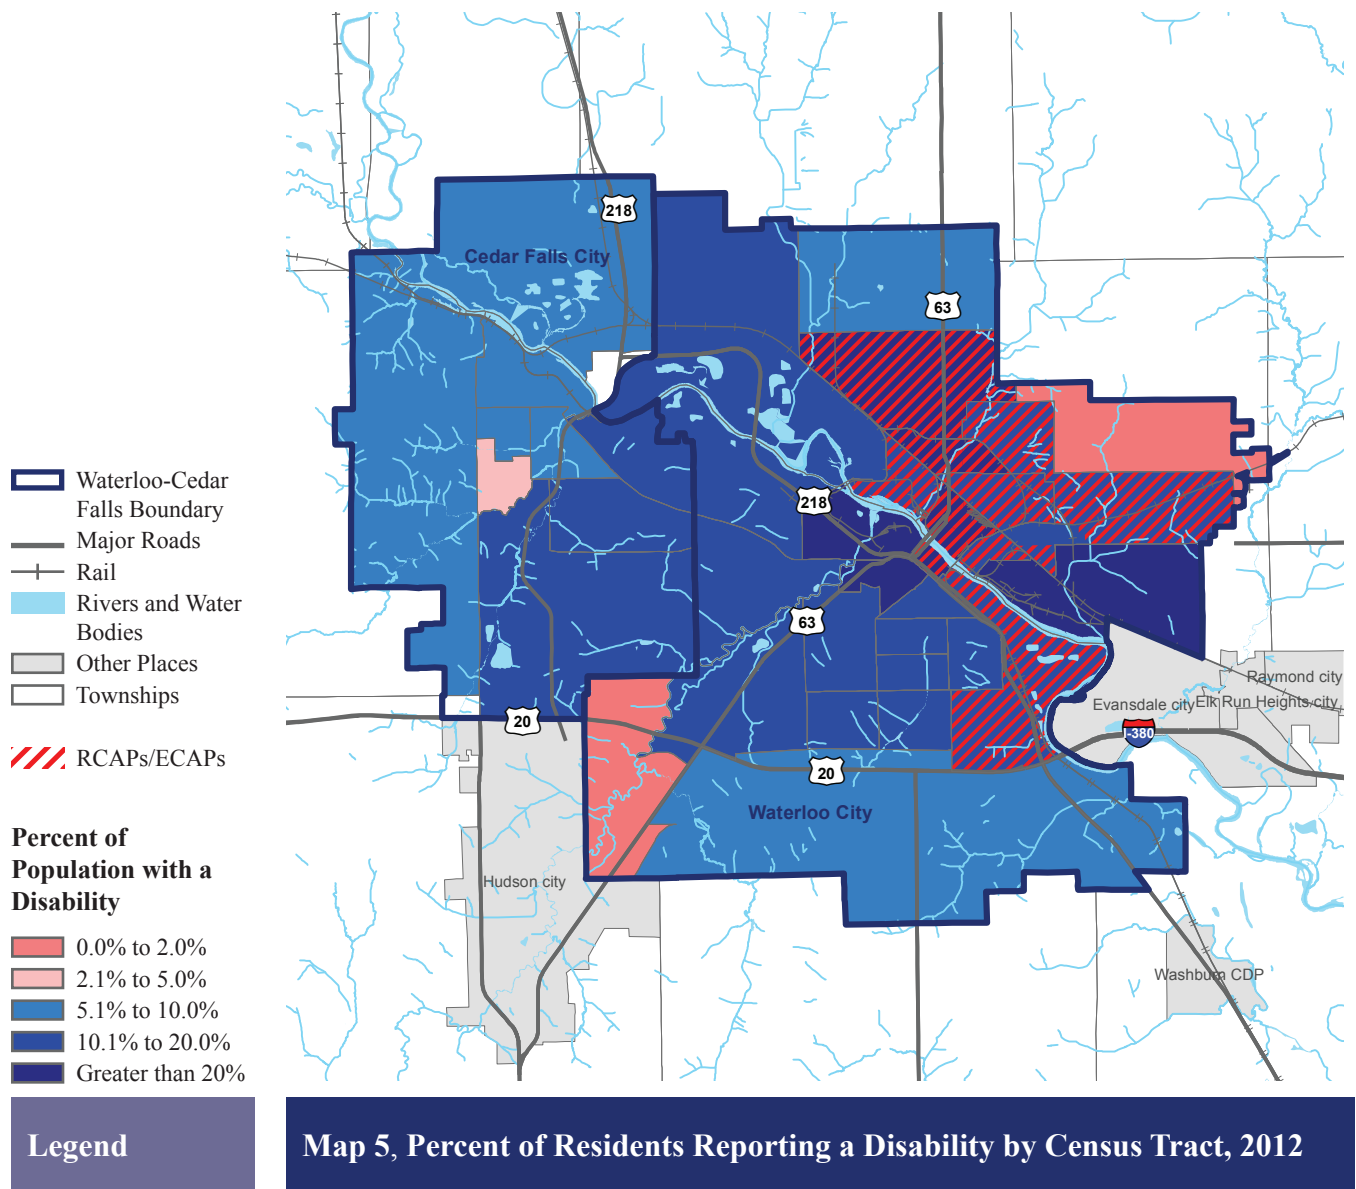 218
Cedar Falls City
63
218
63
20
20
Waterloo City
Raymond city
Evansdale city
Elk Run Heights city
I-380
Hudson city
Washburn CDP
Waterloo-Cedar
Falls Boundary
Major Roads
Rail
Rivers and Water
Bodies
Other Places
Townships
RCAPs/ECAPs
Percent of
Population with a
Disability
0.0% to 2.0%
2.1% to 5.0%
5.1% to 10.0%
10.1% to 20.0%
Greater than 20%
Legend
Map 5, Percent of Residents Reporting a Disability by Census Tract, 2012